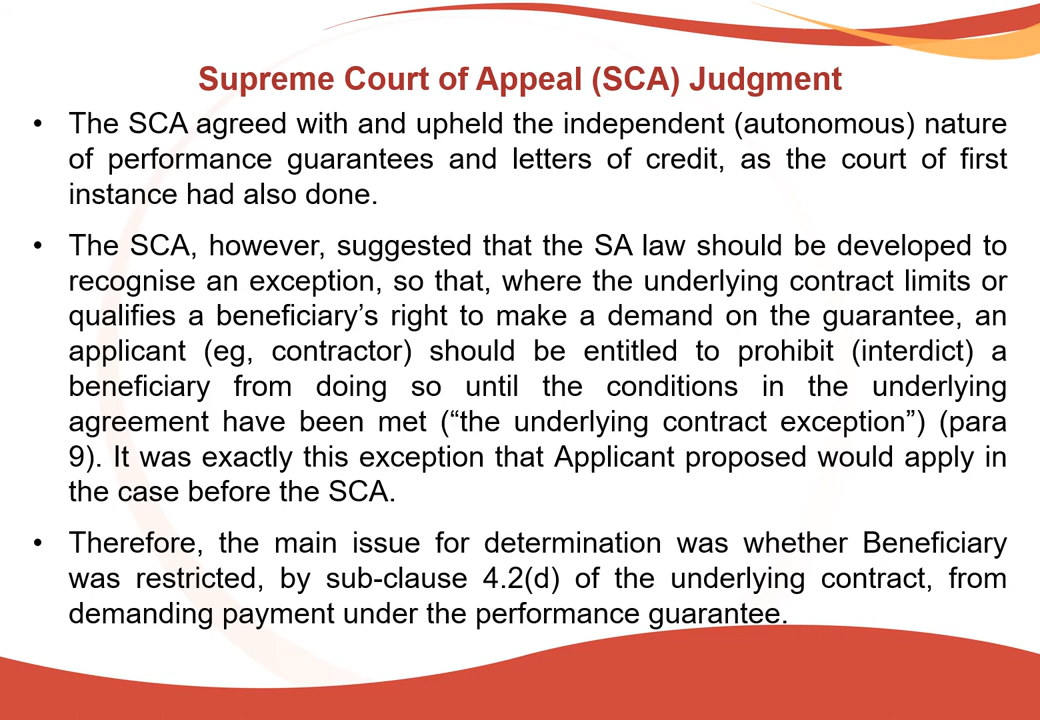 Supreme Court of Appeal (SCA) Judgment
• The SCA agreed with and upheld the independent (autonomous) nature
of performance guarantees and letters of credit, as the court of first
instance had also done.
• The SCA, however, suggested that the SA law should be developed to
recognise an exception, so that, where the underlying contract limits or
qualifies a beneficiary’s right to make a demand on the guarantee, an
applicant (eg, contractor) should be entitled to prohibit (interdict) a
beneficiary from doing so until the conditions in the underlying
agreement have been met (“the underlying contract exception”) (para
9). It was exactly this exception that Applicant proposed would apply in
the case before the SCA.
• Therefore, the main issue for determination was whether Beneficiary
was restricted, by sub-clause 4.2(d) of the underlying contract, from
demanding payment under the performance guarantee.